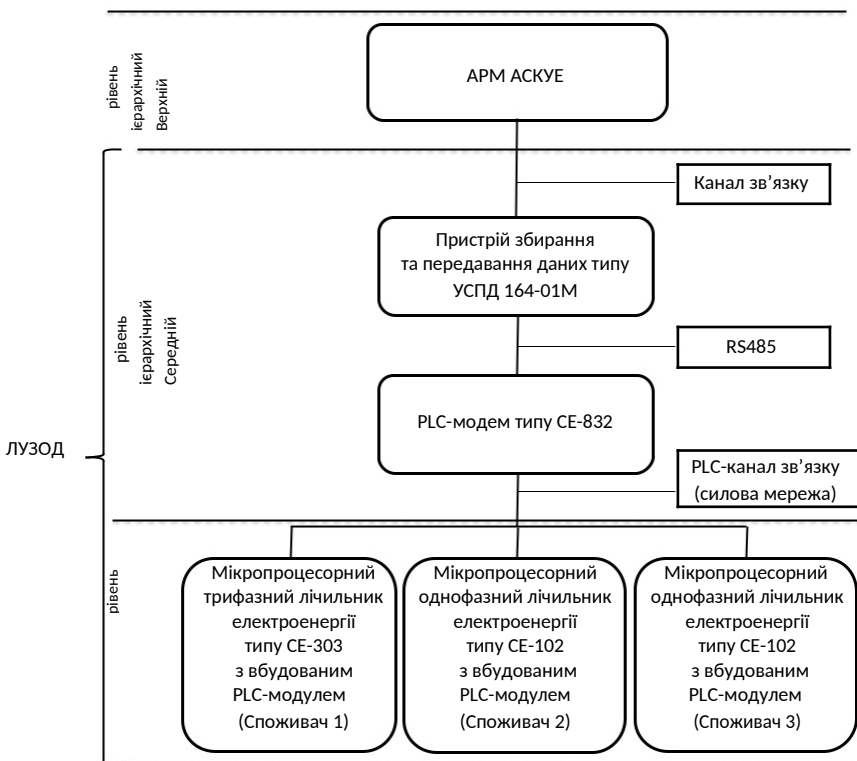 рівень
ієрархічний
Верхній
АРМ АСКУЕ
Канал зв’язку
Пристрій збирання
та передавання даних типу
УСПД 164-01М
рівень
ієрархічний
Середній
RS485
PLC-модем типу СЕ-832
ЛУЗОД
PLC-канал зв’язку
(силова мережа)
рівень
Мікропроцесорний
трифазний лічильник
електроенергії
типу СЕ-303
з вбудованим
PLC-модулем
(Споживач 1)
Мікропроцесорний
однофазний лічильник
електроенергії
типу СЕ-102
з вбудованим
PLC-модулем
(Споживач 2)
Мікропроцесорний
однофазний лічильник
електроенергії
типу СЕ-102
з вбудованим
PLC-модулем
(Споживач 3)